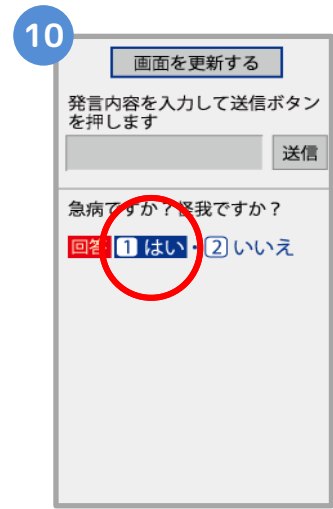 10
画面を更新する
発言内容を入力して送信ボタン
を押します
送信
急病ですか？怪我ですか？
回答 1 はい・2 いいえ